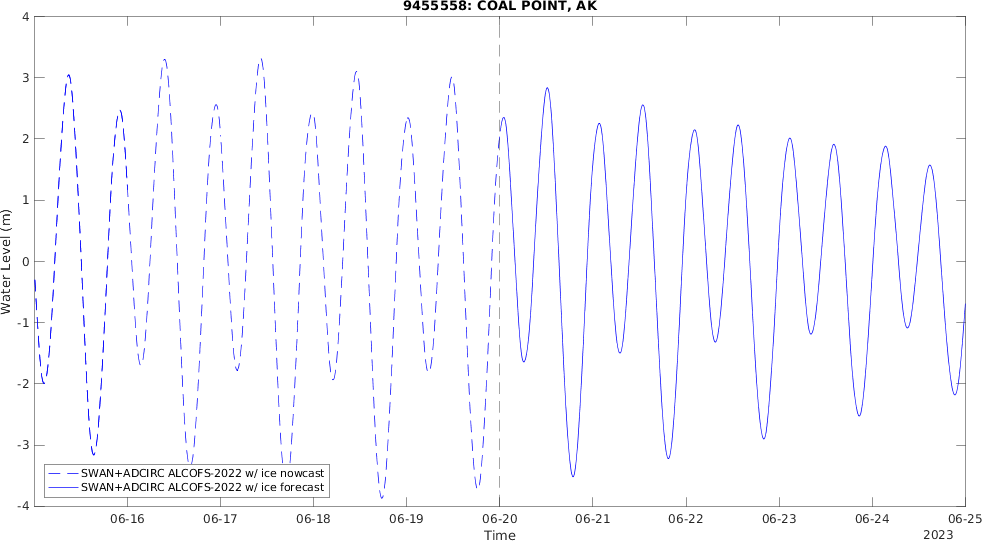 9455558: COAL POINT, AK
4
3
2
1
0
-1
-2
-3
-4
Water Level (m)
SWAN+ADCIRC ALCOFS-2022 w/ ice nowcast
SWAN+ADCIRC ALCOFS-2022 w/ ice forecast
06-16 06-17 06-18 06-19 06-20 06-21 06-22 06-23 06-24 06-25
Time
2023